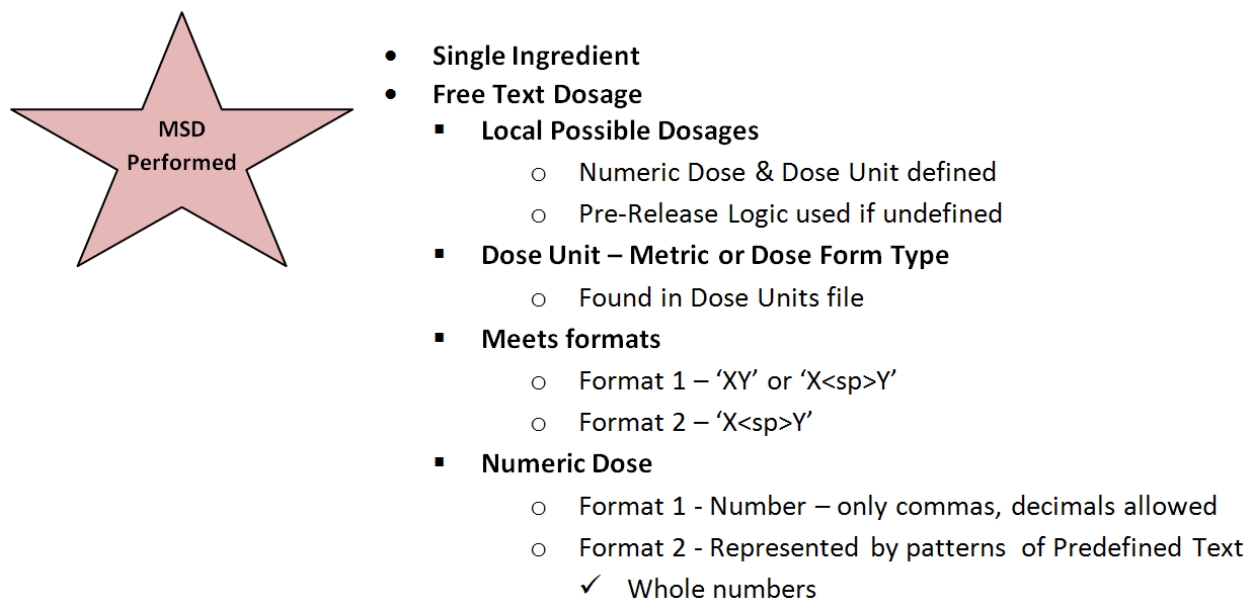 MSD
Performed
• Single Ingredient
• Free Text Dosage
▪ Local Possible Dosages
o Numeric Dose & Dose Unit defined
o Pre-Release Logic used if undefined
▪ Dose Unit – Metric or Dose Form Type
o Found in Dose Units file
▪ Meets formats
o Format 1 – ‘XY’ or ‘X<sp>Y’
o Format 2 – ‘X<sp>Y’
▪ Numeric Dose
o Format 1 - Number – only commas, decimals allowed
o Format 2 - Represented by patterns of Predefined Text
✓ Whole numbers